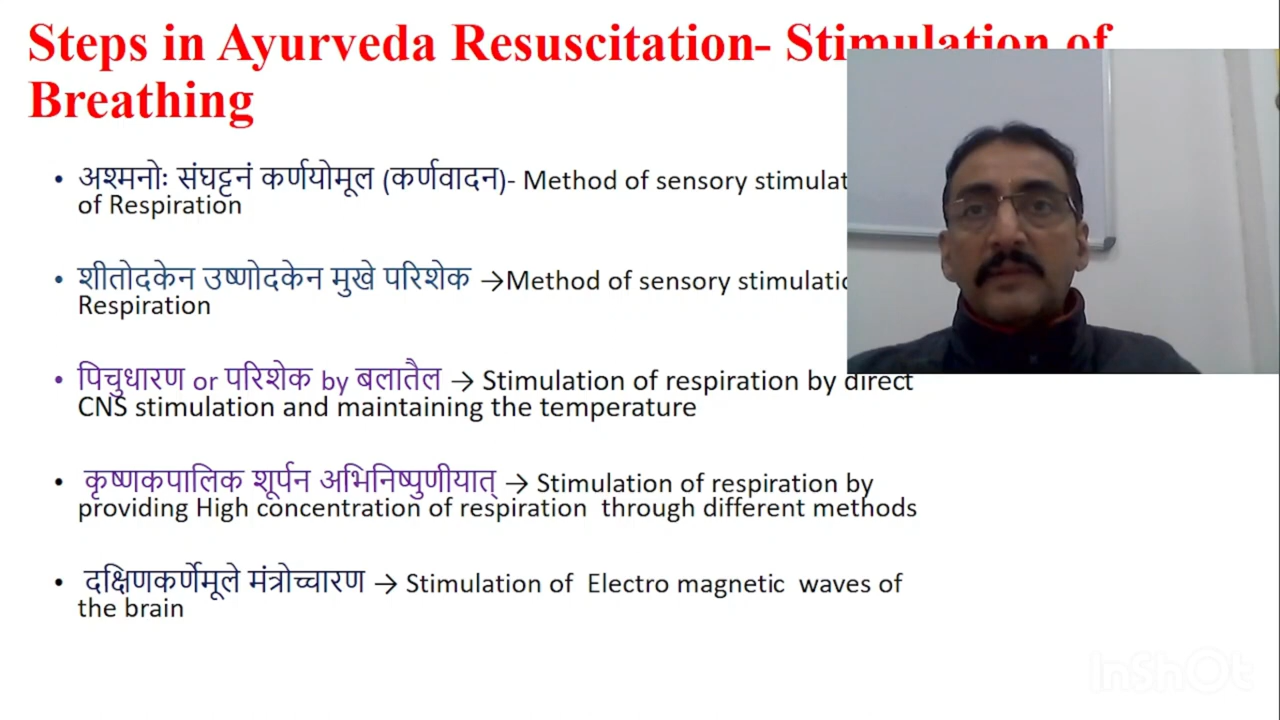 Steps in Ayurveda Resuscitation- Stimulation of
Breathing
• अश्मनोः संघट्टनं कर्णयोमूल (कर्णवादन)- Method of sensory
of Respiration
• शीतोदकेन उष्णोदकेन मुखे परिशेक →Method of sensory
Respiration
• पिचुधारण or परिशेक by बलातैल → Stimulation of respiration by direct
CNS stimulation and maintaining the temperature
• कृष्णकपालिक शूर्पन अभिनिष्पुणीयात् → Stimulation of respiration by
providing High concentration of respiration through different methods
• दक्षिणकर्णेमूले मंत्रोच्चारण → Stimulation of Electro magnetic waves of
the brain
InShOt